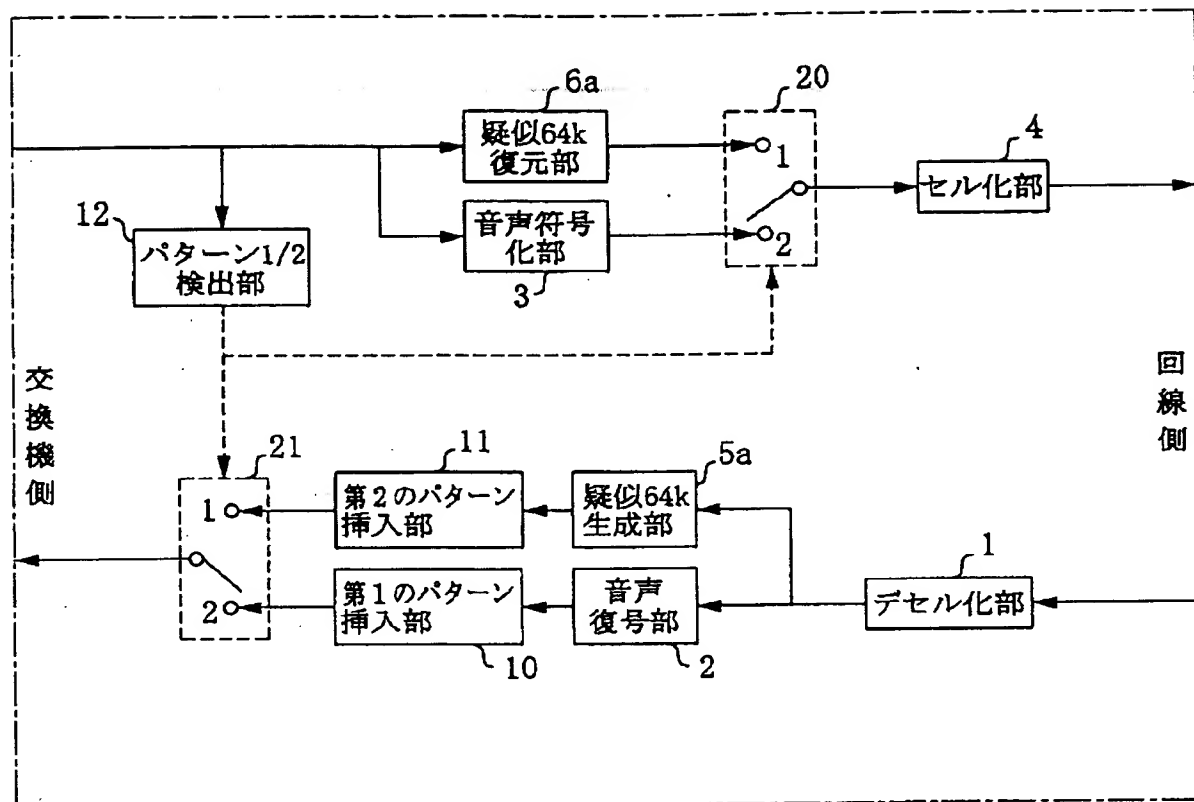 6a
20
疑似64k
復元部
1
4
セル化部
12
パターン1/2
検出部
音声符号
化部
3
2
交換機側
回線側
21
11
5a
1
第2のパターン
挿入部
疑似64k
生成部
1
デセル化部
2
第1のパターン
挿入部
10
音声
復号部
2